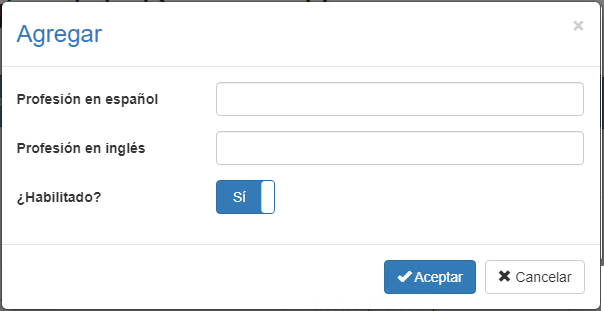 Agregar
×
Profesión en español
Profesión en inglés
¿Habilitado?
Sí
Aceptar
Cancelar